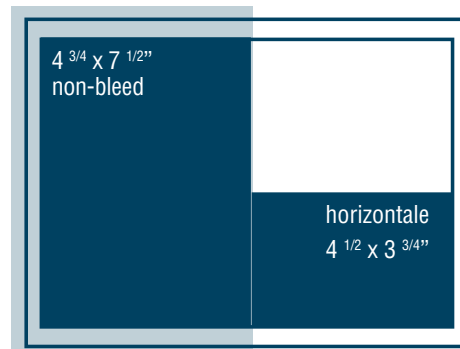 4 3/4 x 7 1/2”
non-bleed
horizontale
4 1/2 x 3 3/4”